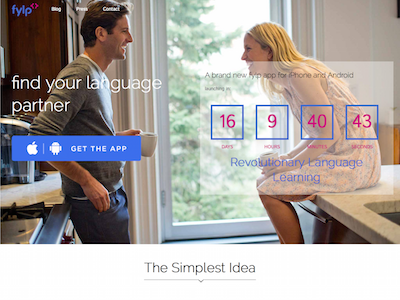 fylp
Blog
Press
Contact
find your language
partner
GET THE APP
A brand new fylp app for iPhone and Android
launching in
16
9
40
43
DAYS
HOURS
MINUTES
SECONDS
Revolutionary Language
Learning
The Simplest Idea